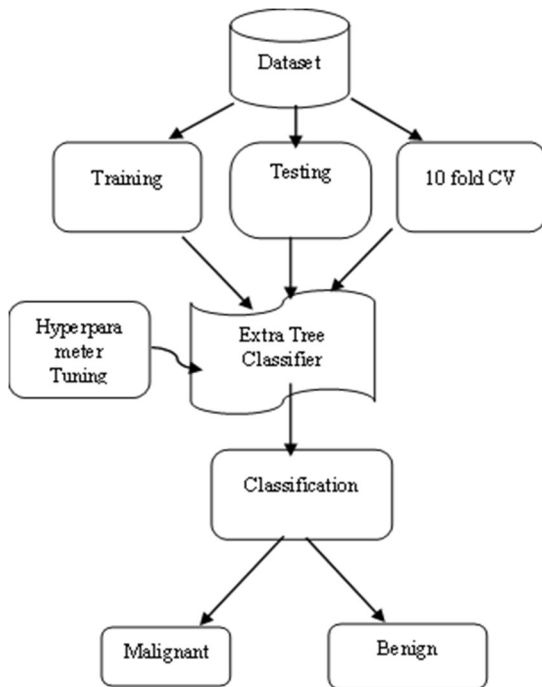 Dataset
Training
Testing
10 fold CV
Hyperpara
meter
Tuning
Extra Tree
Classifier
Classification
Malignant
Benign